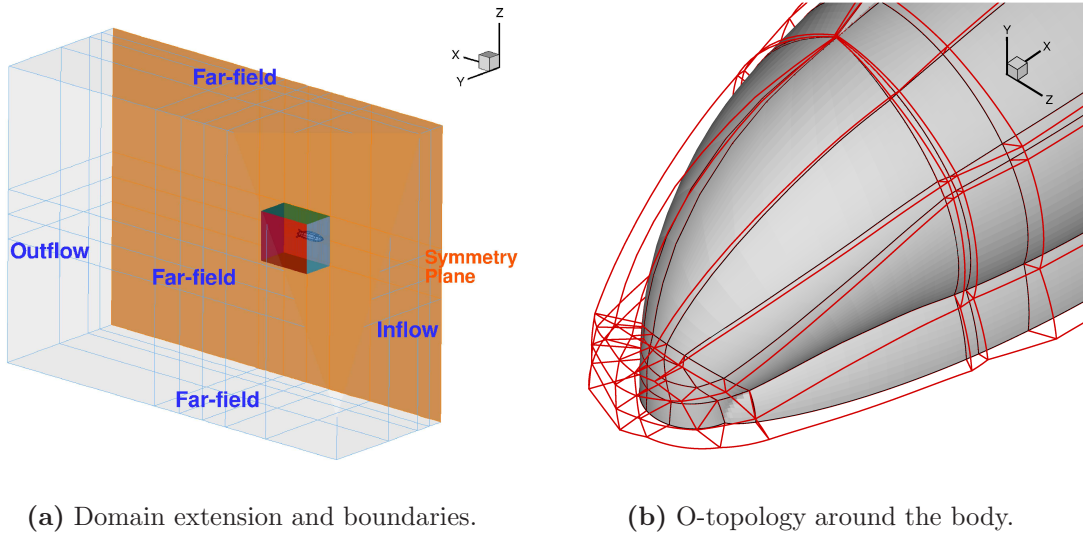 Far-field
Z
X
Y
Outflow
Far-field
Symmetry
Plane
Inflow
Far-field
Y
X
Z
(a) Domain extension and boundaries.
(b) O-topology around the body.